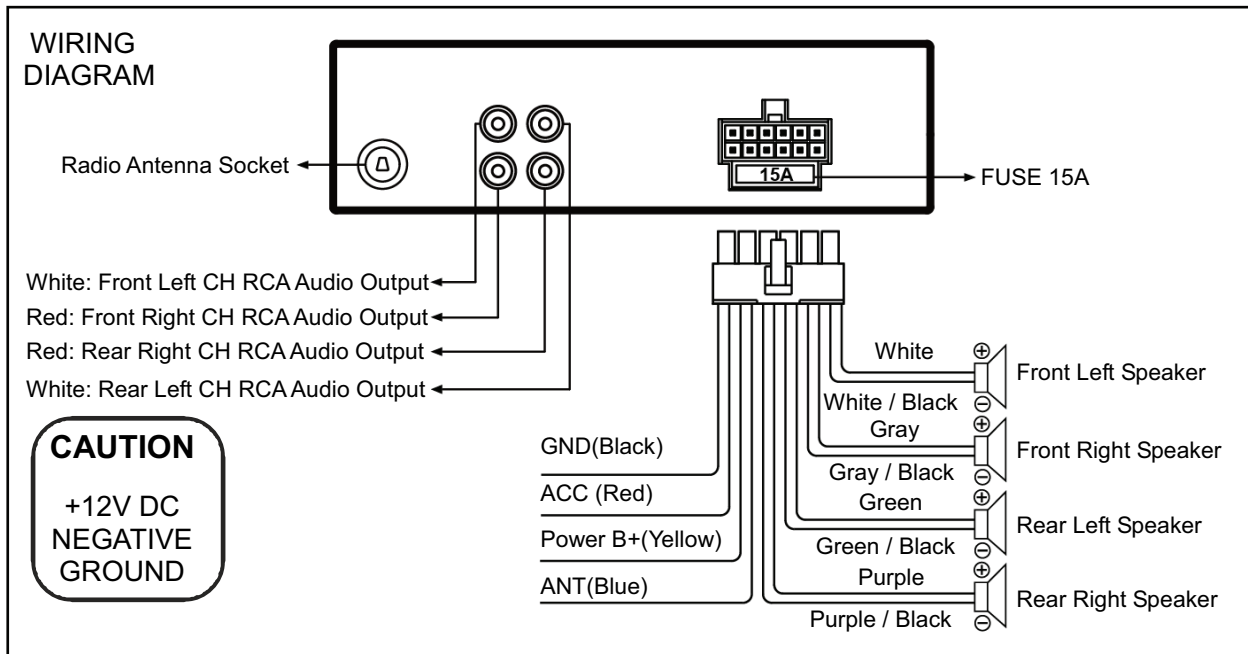 WIRING
DIAGRAM
Radio Antenna Socket
15A
FUSE 15A
White: Front Left CH RCA Audio Output
Red: Front Right CH RCA Audio Output
Red: Rear Right CH RCA Audio Output
White: Rear Left CH RCA Audio Output
CAUTION
+12V DC
NEGATIVE
GROUND
GND(Black)
ACC (Red)
Power B+(Yellow)
ANT(Blue)
White
White / Black
Front Left Speaker
Gray
Gray / Black
Front Right Speaker
Green
Green / Black
Rear Left Speaker
Purple
Purple / Black
Rear Right Speaker